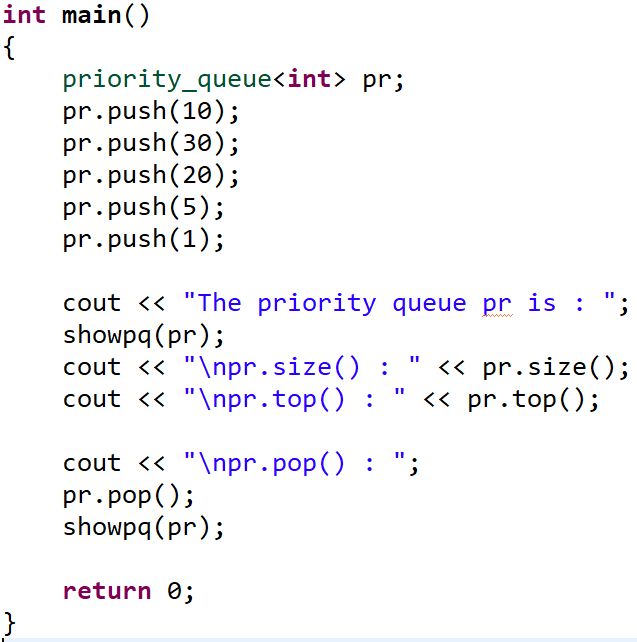 int main()
{
    priority_queue<int> pr;
    pr.push(10);
    pr.push(30);
    pr.push(20);
    pr.push(5);
    pr.push(1);

    cout << "The priority queue pr is : ";
    showpq(pr);
    cout << "\npr.size() : " << pr.size();
    cout << "\npr.top() : " << pr.top();

    cout << "\npr.pop() : ";
    pr.pop();
    showpq(pr);

    return 0;
}